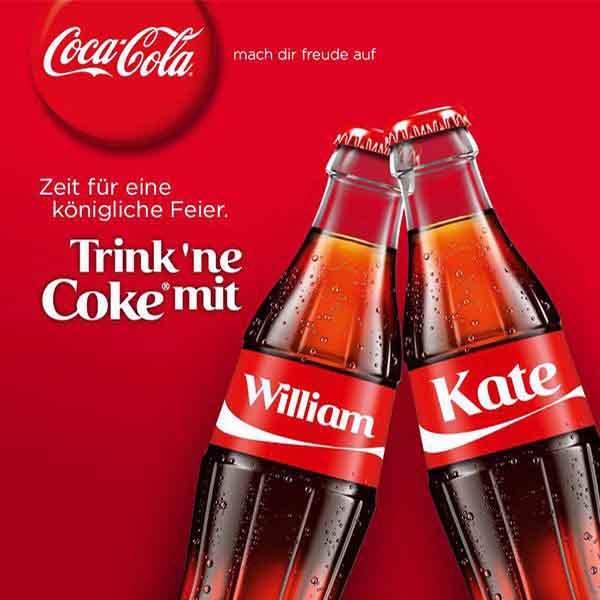 Coca-Cola®
mach dir freude auf
Zeit für eine
königliche Feier.
Trink 'ne
Coke® mit
William
Kate